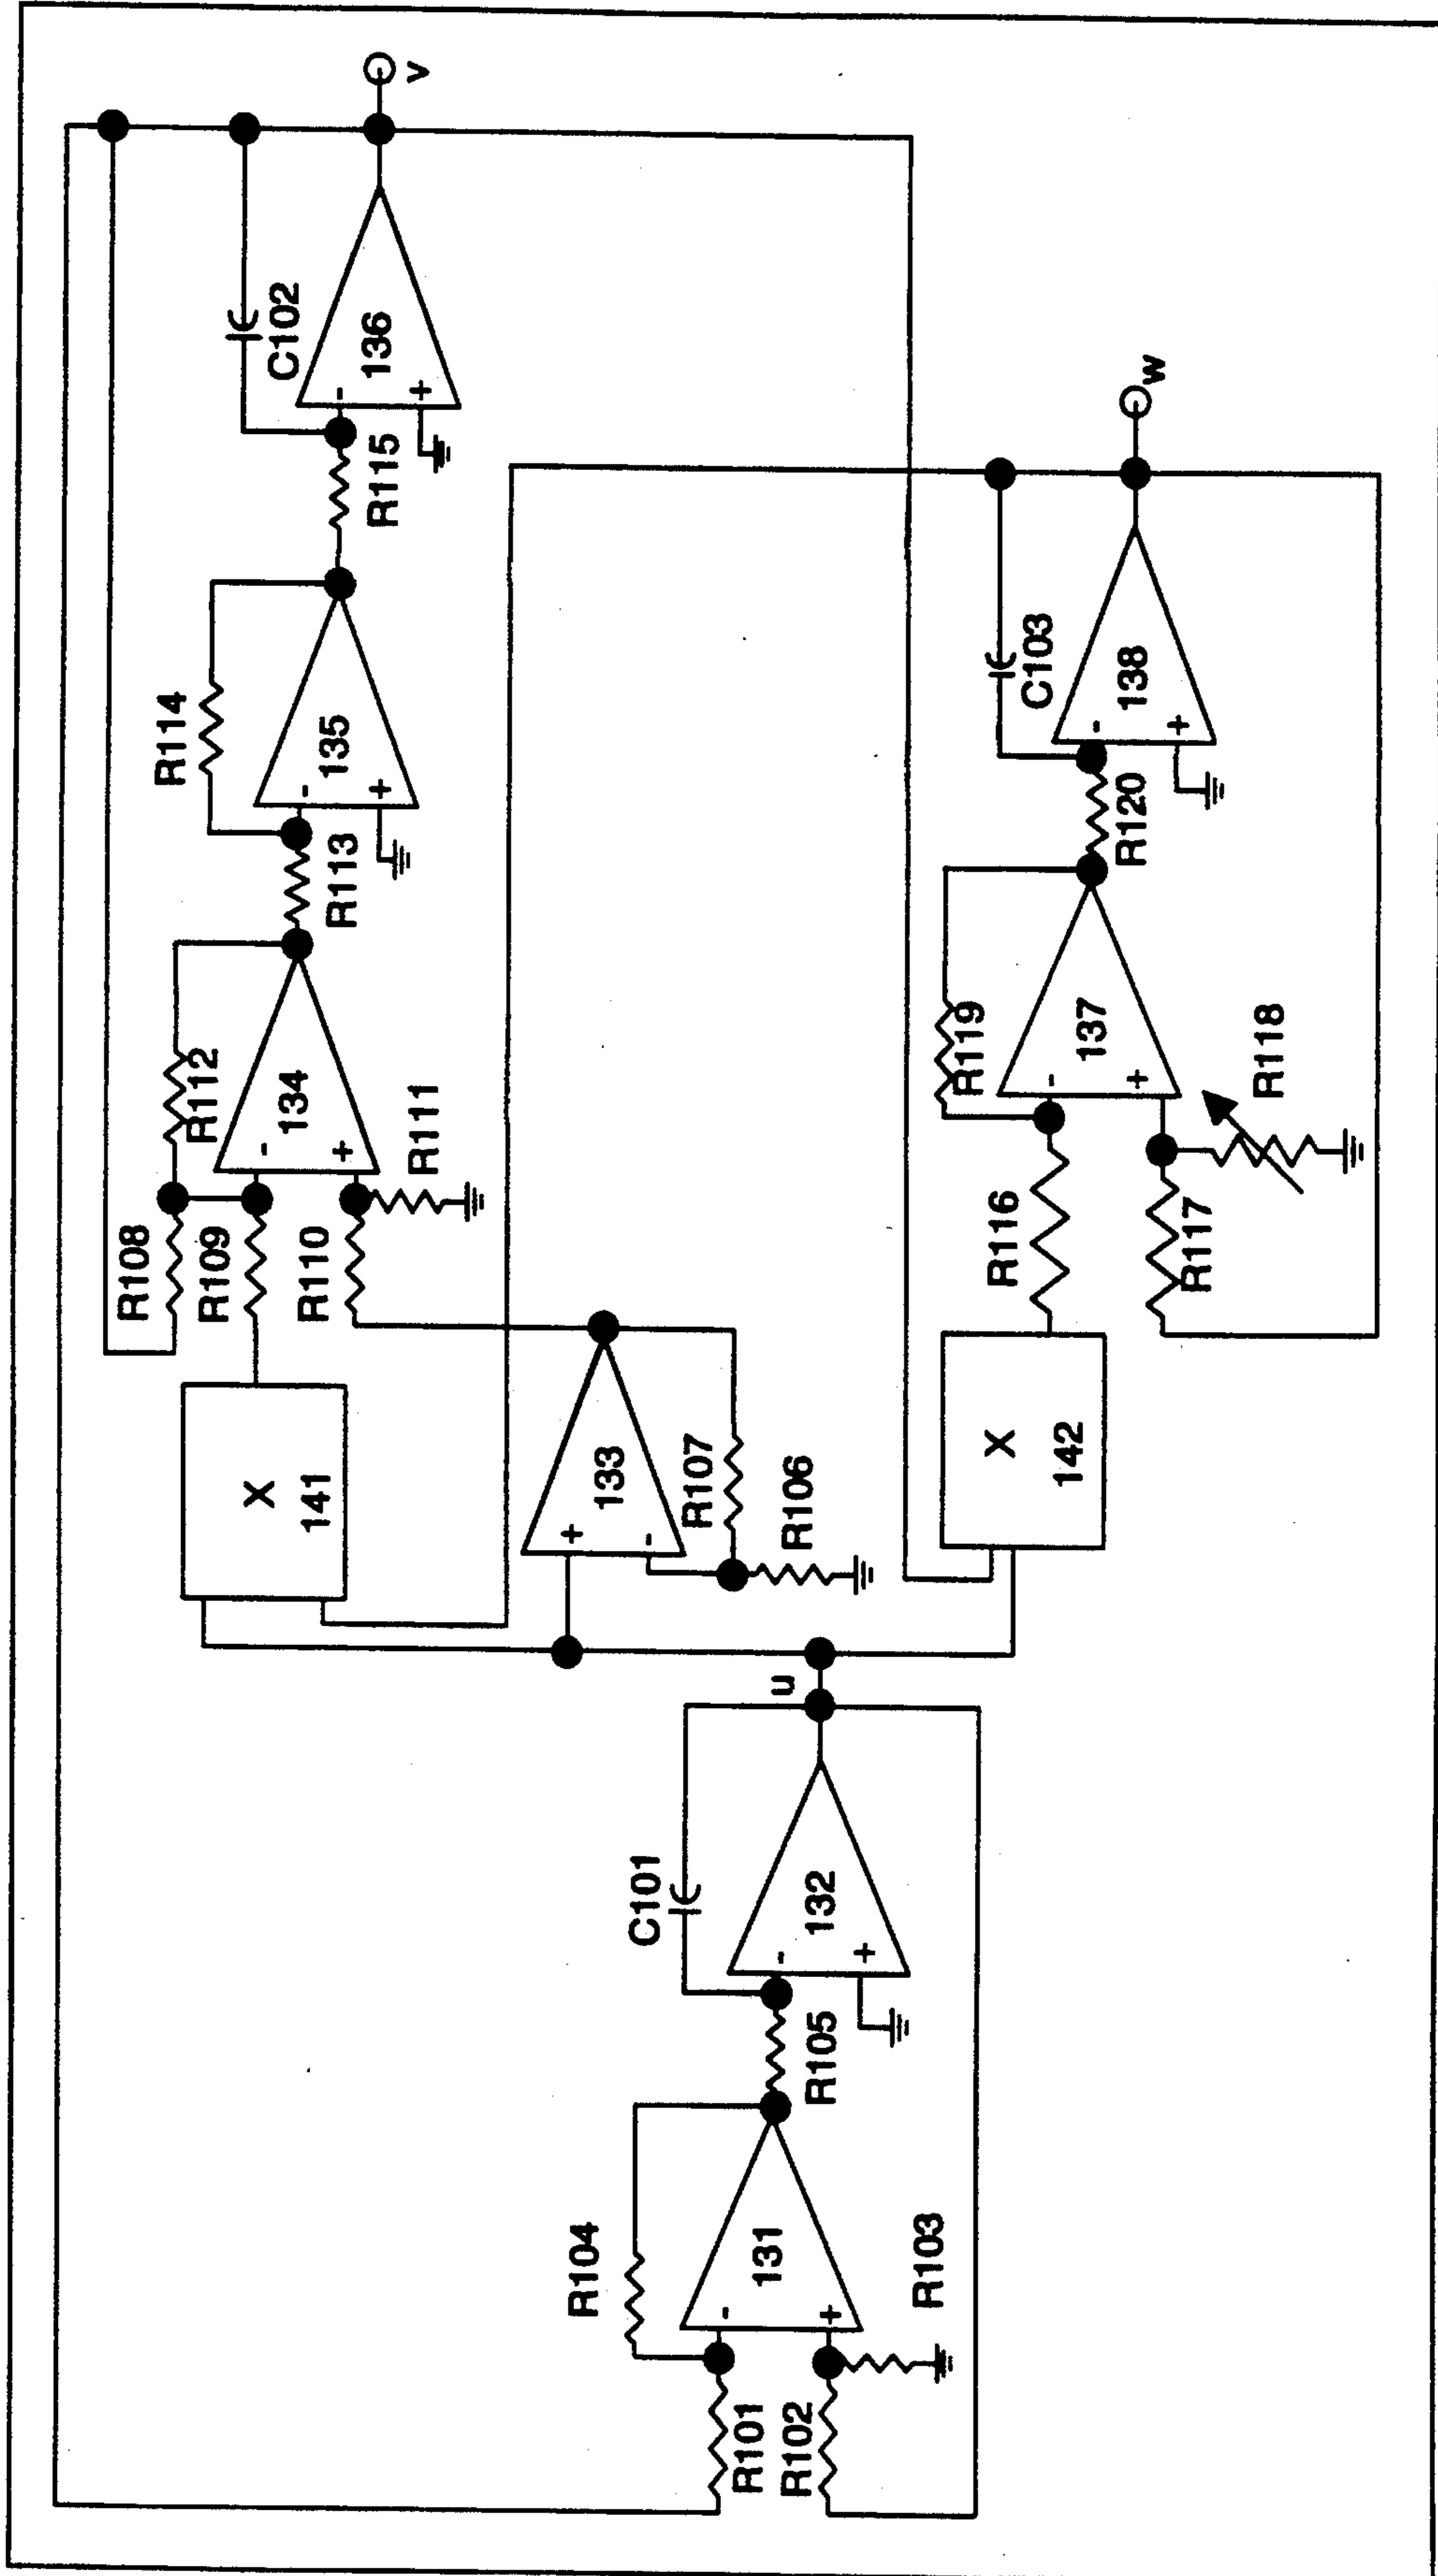 R108
R109
R110
R112
134
-
+
R111
R113
R114
135
-
+
R115
C102
136
-
+
v
X
141
133
+
-
R107
R106
R104
131
-
+
R101
R102
R103
R105
C101
132
-
+
u
X
142
R116
R117
R118
R119
137
-
+
R120
C103
138
-
+
w